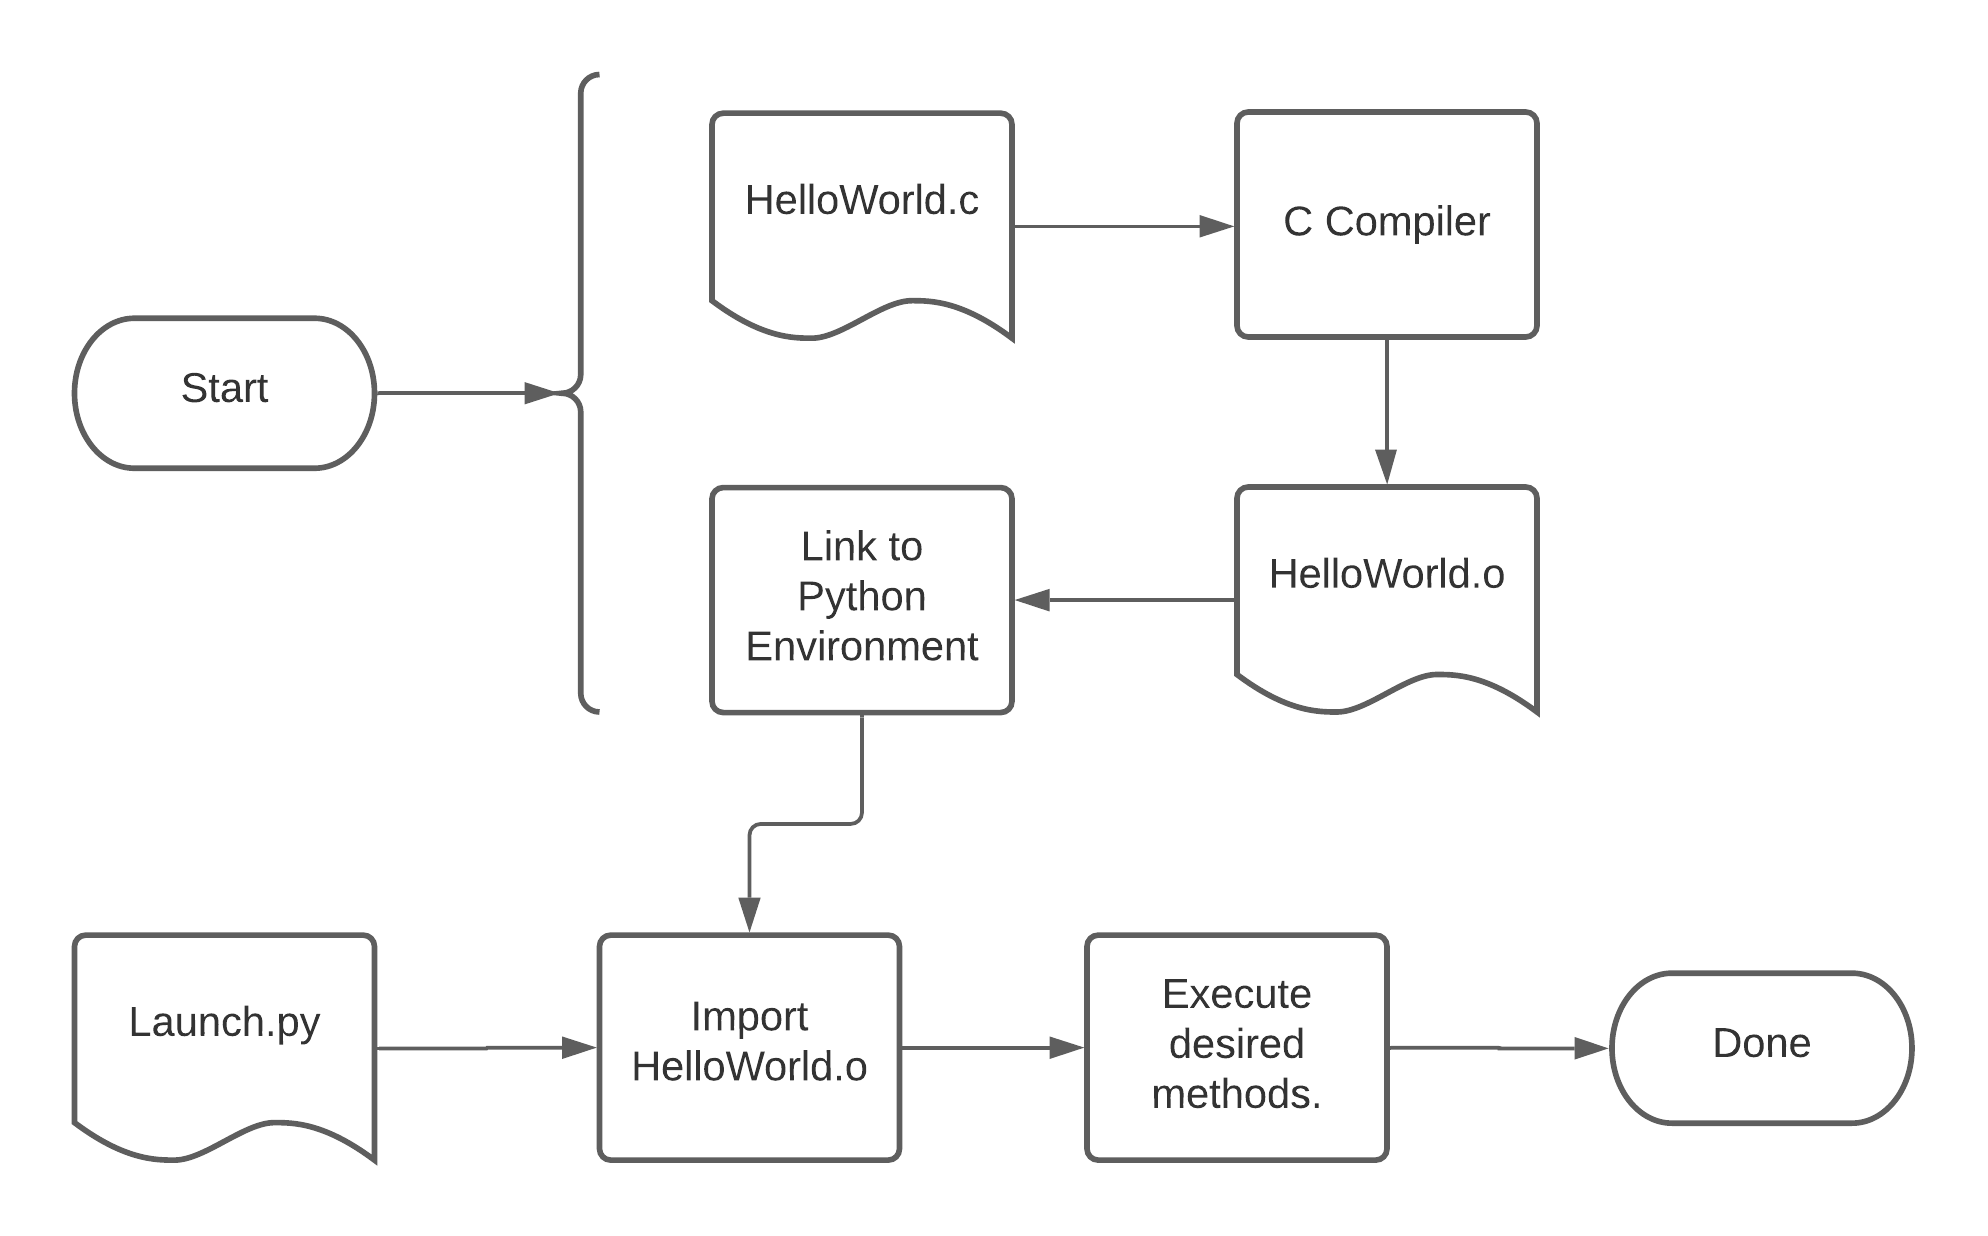 HelloWorld.c
C Compiler
Start
Link to
Python
Environment
HelloWorld.o
Launch.py
Import
HelloWorld.o
Execute
desired
methods.
Done